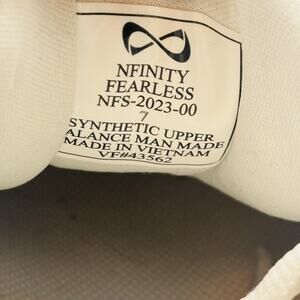 NFINITY
FEARLESS
NFS-2023-00
7
SYNTHETIC UPPER
ALANCE MAN MADE
MADE IN VIETNAM
VF#43562